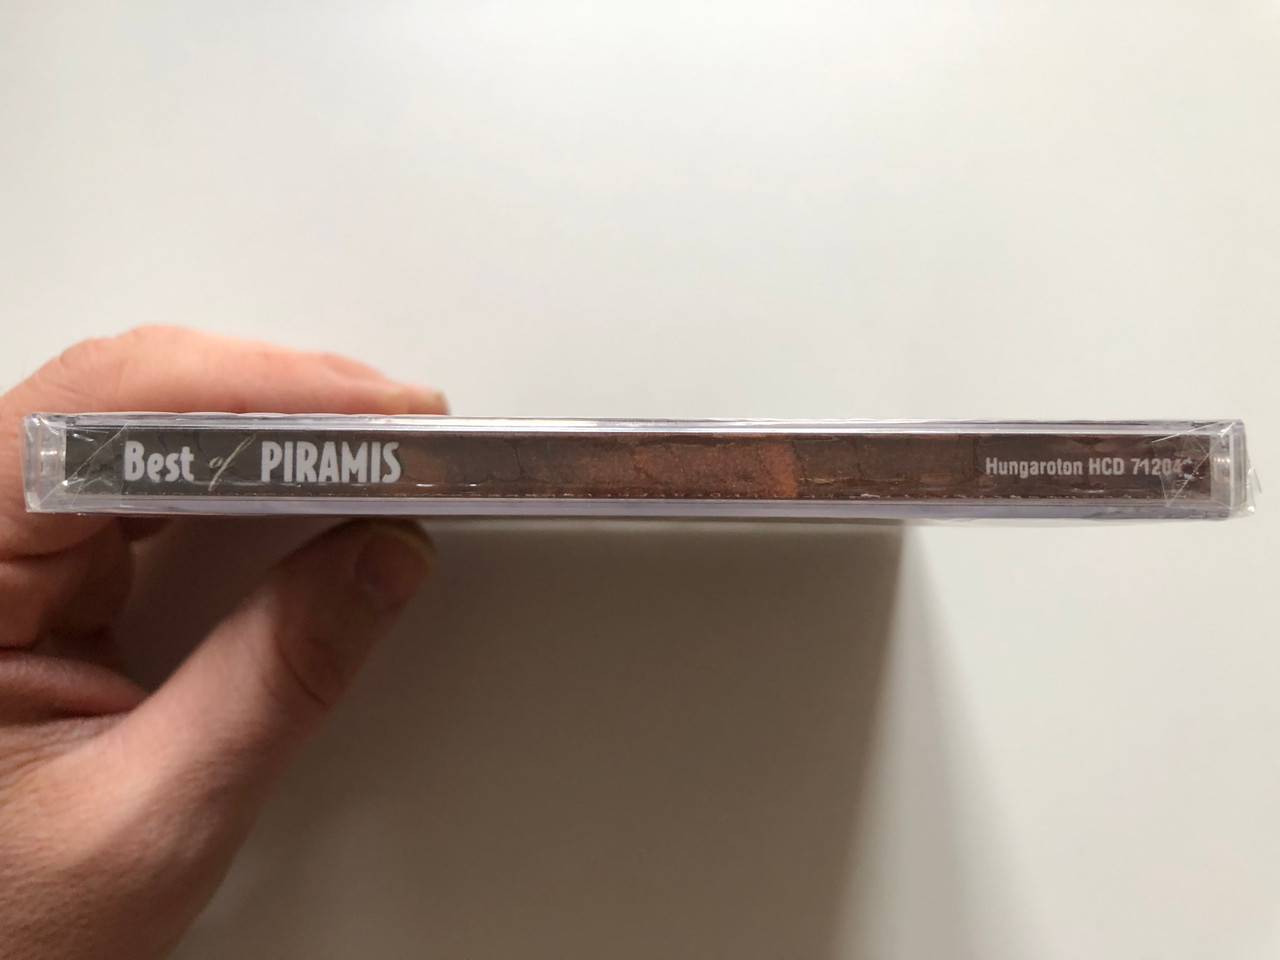 Best of PIRAMIS
Hungaroton HCD 71204